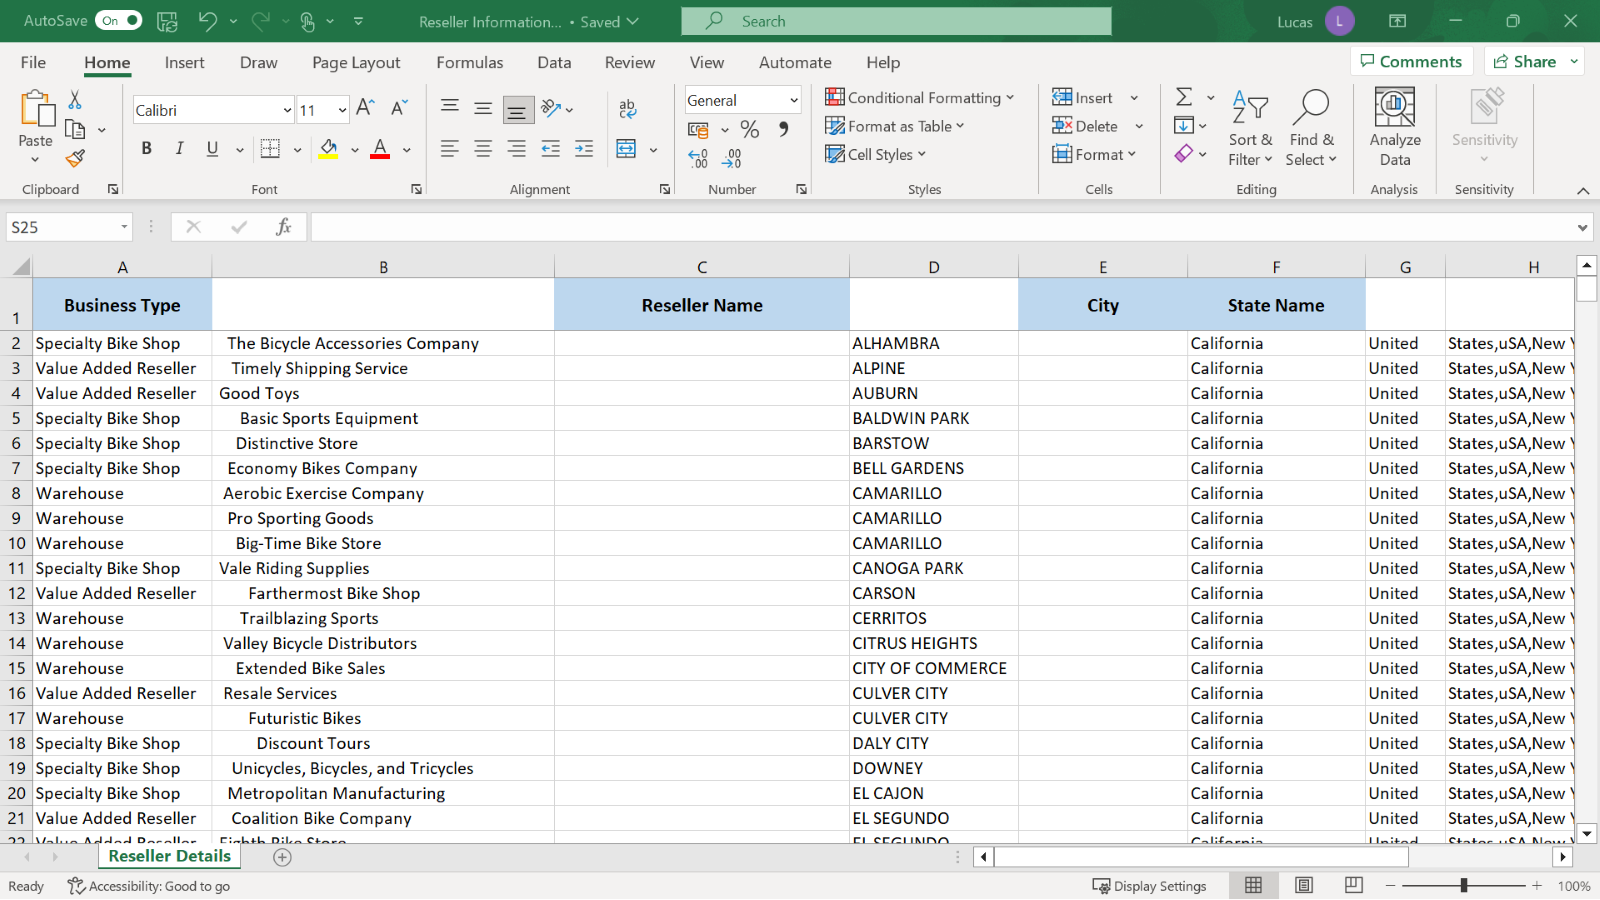 AutoSave On Reseller Information... • Saved Search Lucas L
File Home Insert Draw Page Layout Formulas Data Review View Automate Help Comments Share
Paste Calibri 11 General Conditional Formatting Format as Table Cell Styles Insert Delete Format Sort & Filter Find & Select Analyze Data Sensitivity
Clipboard Font Alignment Number Styles Cells Editing Analysis Sensitivity
S25 fx
A B C D E F G H
1 Business Type Reseller Name City State Name
2 Specialty Bike Shop The Bicycle Accessories Company ALHAMBRA California United States,uSA,New
3 Value Added Reseller Timely Shipping Service ALPINE California United States,uSA,New
4 Value Added Reseller Good Toys AUBURN California United States,uSA,New
5 Specialty Bike Shop Basic Sports Equipment BALDWIN PARK California United States,uSA,New
6 Specialty Bike Shop Distinctive Store BARSTOW California United States,uSA,New
7 Specialty Bike Shop Economy Bikes Company BELL GARDENS California United States,uSA,New
8 Warehouse Aerobic Exercise Company CAMARILLO California United States,uSA,New
9 Warehouse Pro Sporting Goods CAMARILLO California United States,uSA,New
10 Warehouse Big-Time Bike Store CAMARILLO California United States,uSA,New
11 Specialty Bike Shop Vale Riding Supplies CANOGA PARK California United States,uSA,New
12 Value Added Reseller Farthermost Bike Shop CARSON California United States,uSA,New
13 Warehouse Trailblazing Sports CERRITOS California United States,uSA,New
14 Warehouse Valley Bicycle Distributors CITRUS HEIGHTS California United States,uSA,New
15 Warehouse Extended Bike Sales CITY OF COMMERCE California United States,uSA,New
16 Value Added Reseller Resale Services CULVER CITY California United States,uSA,New
17 Warehouse Futuristic Bikes CULVER CITY California United States,uSA,New
18 Specialty Bike Shop Discount Tours DALY CITY California United States,uSA,New
19 Specialty Bike Shop Unicycles, Bicycles, and Tricycles DOWNEY California United States,uSA,New
20 Specialty Bike Shop Metropolitan Manufacturing EL CAJON California United States,uSA,New
21 Value Added Reseller Coalition Bike Company EL SEGUNDO California United States,uSA,New
22 Value Added Reseller Eighth Bike Store EL SEGUNDO California United States,uSA,New
Reseller Details
Ready Accessibility: Good to go Display Settings 100%